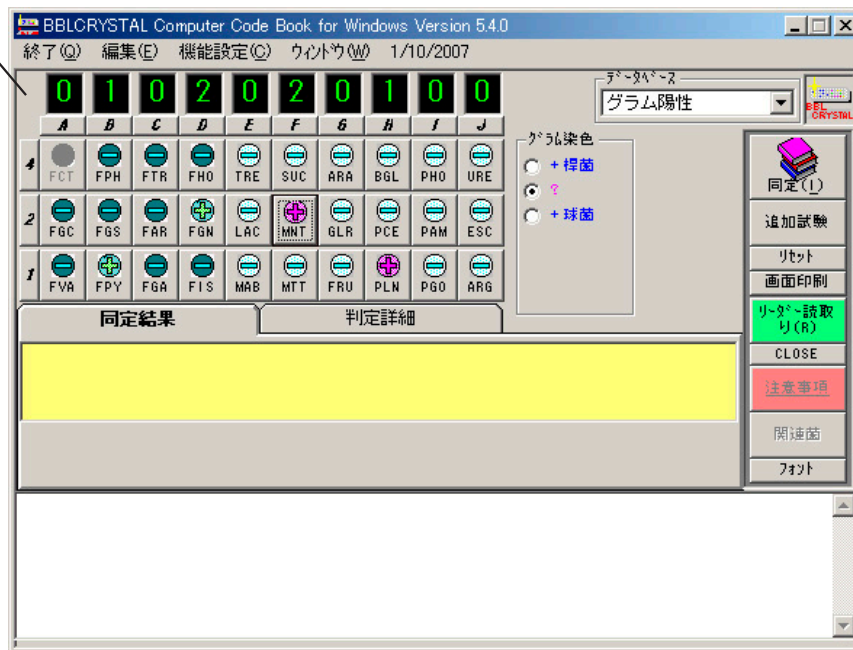 BBLCRYSTAL Computer Code Book for Windows Version 5.4.0
終了(Q) 編集(E) 機能設定(C) ウィンドウ(W) 1/10/2007
0 1 0 2 0 2 0 1 0 0
A B C D E F G H I J
データベース
グラム陽性
BBL CRYSTAL
4 FCT FPH FTR FHO TRE SUC ARA BGL PHO URE
2 FGC FGS FAR FGN LAC MNT GLR PCE PAM ESC
1 FVA FPY FGA FIS MAB MTT FRU PLN PGO ARG
グラム染色
+ 桿菌
?
+ 球菌
同定(I)
追加試験
リセット
画面印刷
リーダー読取
り(R)
CLOSE
注意事項
関連菌
フォント
同定結果 判定詳細